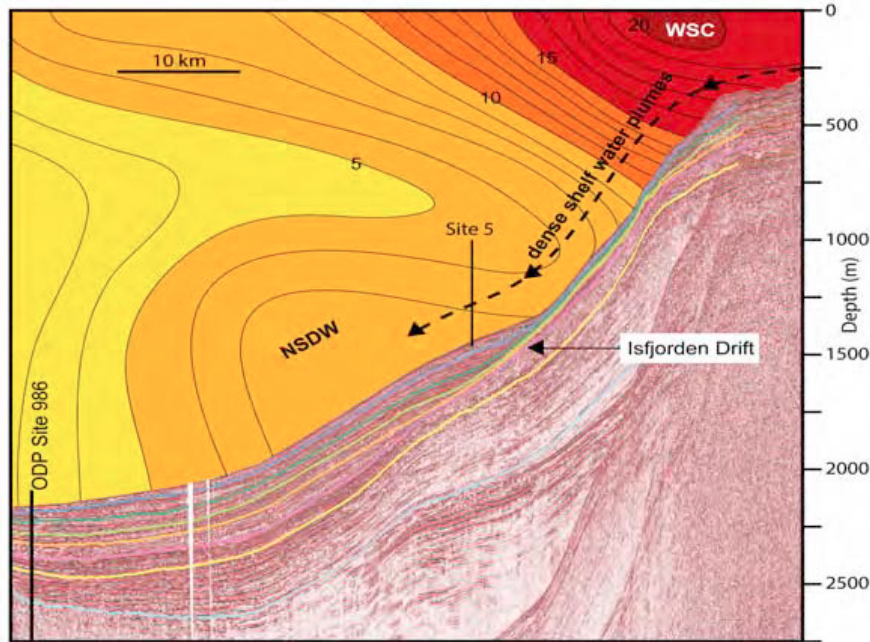 0
20
WSC
15
10 km
10
dense shelf water plumes
500
5
Site 5
1000
Depth (m)
NSDW
Isfjorden Drift
1500
ODP Site 986
2000
2500